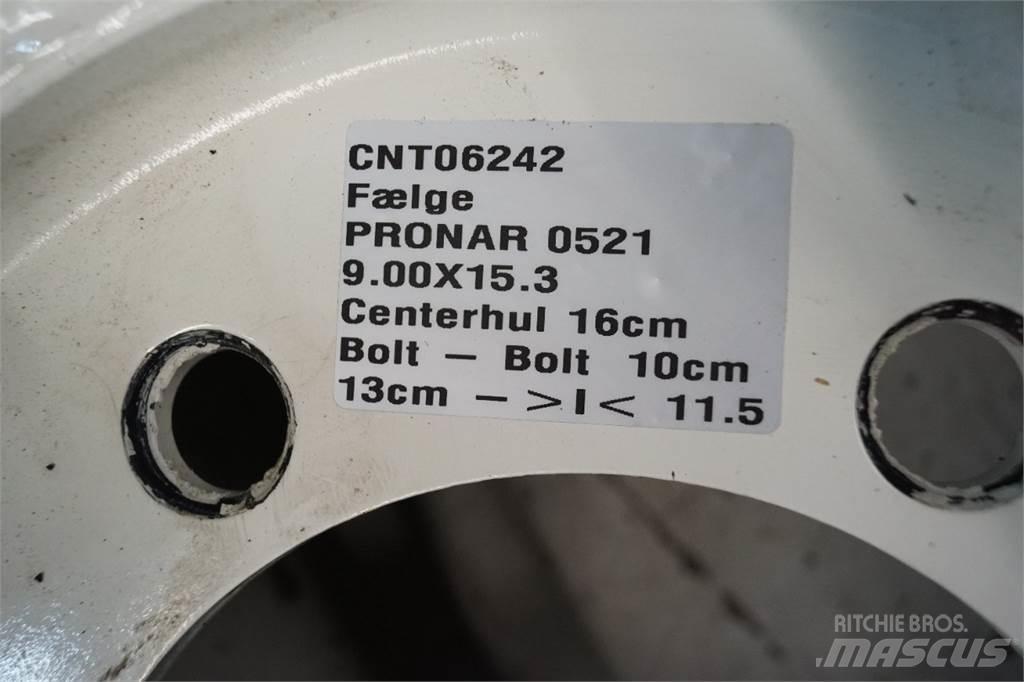 CNT06242
Fælge
PRONAR 0521
9.00X15.3
Centerhul 16cm
Bolt – Bolt 10cm
13cm – >I< 11.5
RITCHIE BROS.
MASCUS